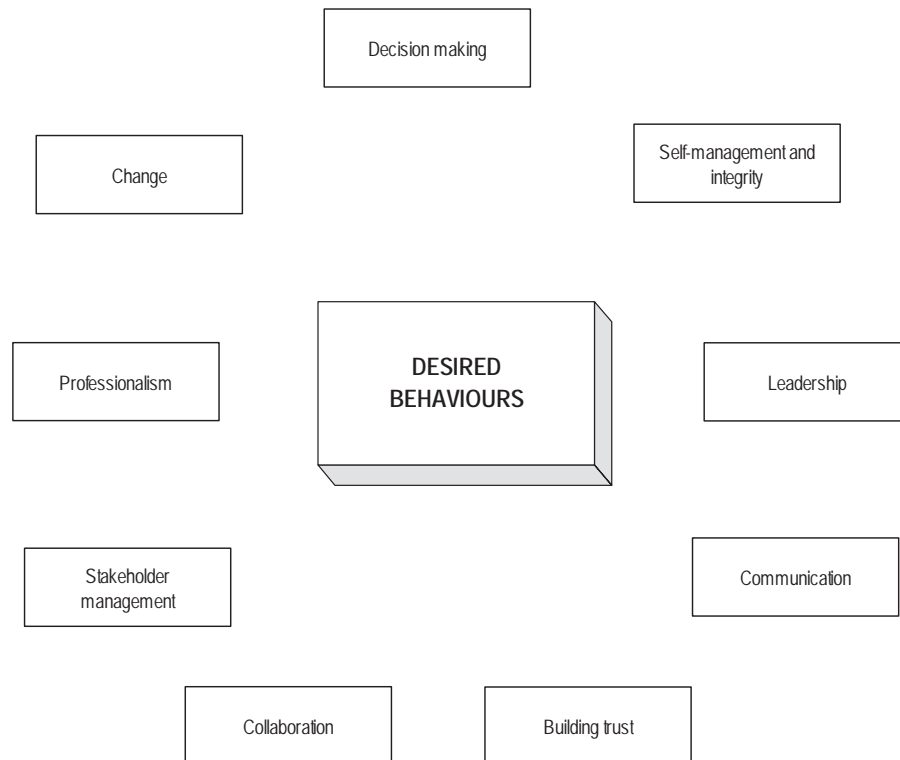 Decision making
Self-management and
integrity
Change
DESIRED
BEHAVIOURS
Professionalism
Leadership
Stakeholder
management
Communication
Collaboration
Building trust